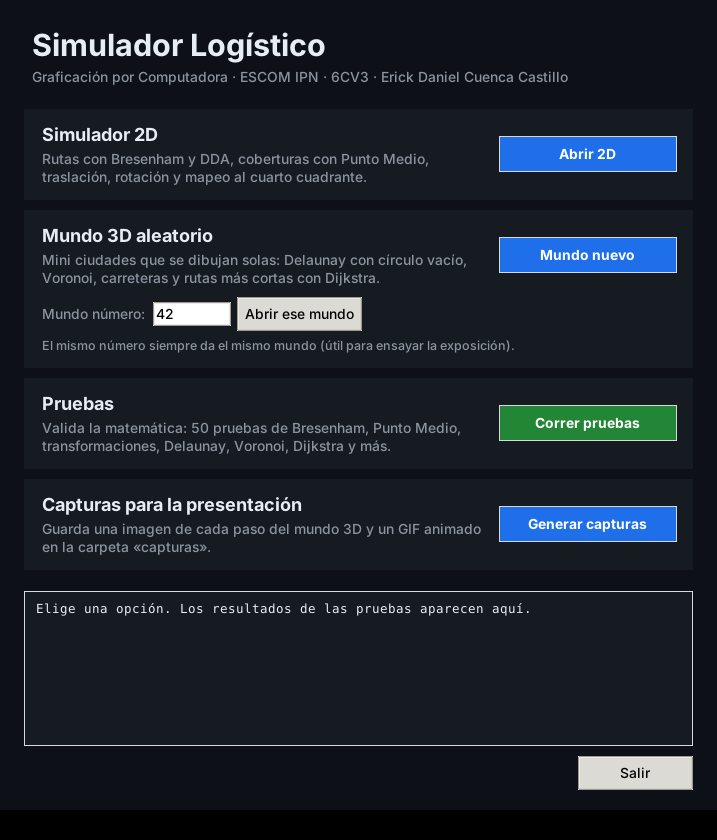 Simulador Logístico
Graficación por Computadora · ESCOM IPN · 6CV3 · Erick Daniel Cuenca Castillo
Simulador 2D
Rutas con Bresenham y DDA, coberturas con Punto Medio,
traslación, rotación y mapeo al cuarto cuadrante.
Abrir 2D
Mundo 3D aleatorio
Mini ciudades que se dibujan solas: Delaunay con círculo vacío,
Voronoi, carreteras y rutas más cortas con Dijkstra.
Mundo nuevo
Mundo número: 42 Abrir ese mundo
El mismo número siempre da el mismo mundo (útil para ensayar la exposición).
Pruebas
Valida la matemática: 50 pruebas de Bresenham, Punto Medio,
transformaciones, Delaunay, Voronoi, Dijkstra y más.
Correr pruebas
Capturas para la presentación
Guarda una imagen de cada paso del mundo 3D y un GIF animado
en la carpeta «capturas».
Generar capturas
Elige una opción. Los resultados de las pruebas aparecen aquí.
Salir